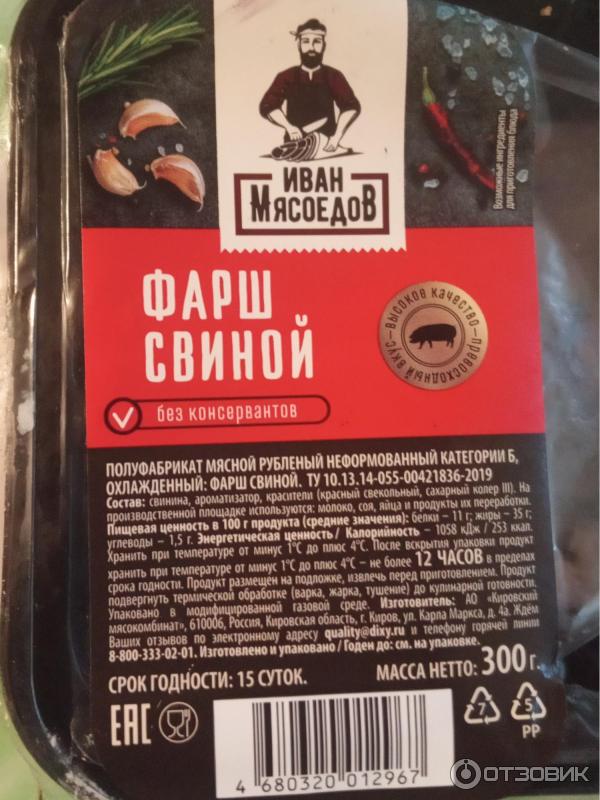 Возможные ингредиенты
для приготовления блюда
ИВАН
МЯСОЕДОВ
ФАРШ
СВИНОЙ
ВЫСОКОЕ КАЧЕСТВО – ПРЕВОСХОДНЫЙ ВКУС –
без консервантов
ПОЛУФАБРИКАТ МЯСНОЙ РУБЛЕНЫЙ НЕФОРМОВАННЫЙ КАТЕГОРИИ Б,
ОХЛАЖДЕННЫЙ: ФАРШ СВИНОЙ. ТУ 10.13.14-055-00421836-2019
Состав: свинина, ароматизатор, красители (красный свекольный, сахарный колер III). На
производственной площадке используются: молоко, соя, яйца и продукты их переработки.
Пищевая ценность в 100 г продукта (средние значения): белки – 11 г; жиры – 35 г;
углеводы – 1,5 г. Энергетическая ценность / Калорийность – 1058 кДж / 253 ккал.
Хранить при температуре от минус 1°С до плюс 4°С. После вскрытия упаковки продукт
хранить при температуре от минус 1°С до плюс 4°С – не более 12 ЧАСОВ в пределах
срока годности. Продукт размещен на подложке, извлечь перед приготовлением. Продукт
подвергнуть термической обработке (варка, жарка, тушение) до кулинарной готовности.
Упаковано в модифицированной газовой среде. Изготовитель: АО «Кировский
мясокомбинат», 610006, Россия, Кировская область, г. Киров, ул. Карла Маркса, д. 4а. Ждём
Ваших отзывов по электронному адресу quality@dixy.ru и телефону горячей линии
8-800-333-02-01. Изготовлено и упаковано / Годен до: см. на упаковке.
СРОК ГОДНОСТИ: 15 СУТОК.
МАССА НЕТТО: 300 г.
EAC
7
5
PP
4 680320 012967
ОТЗОВИК